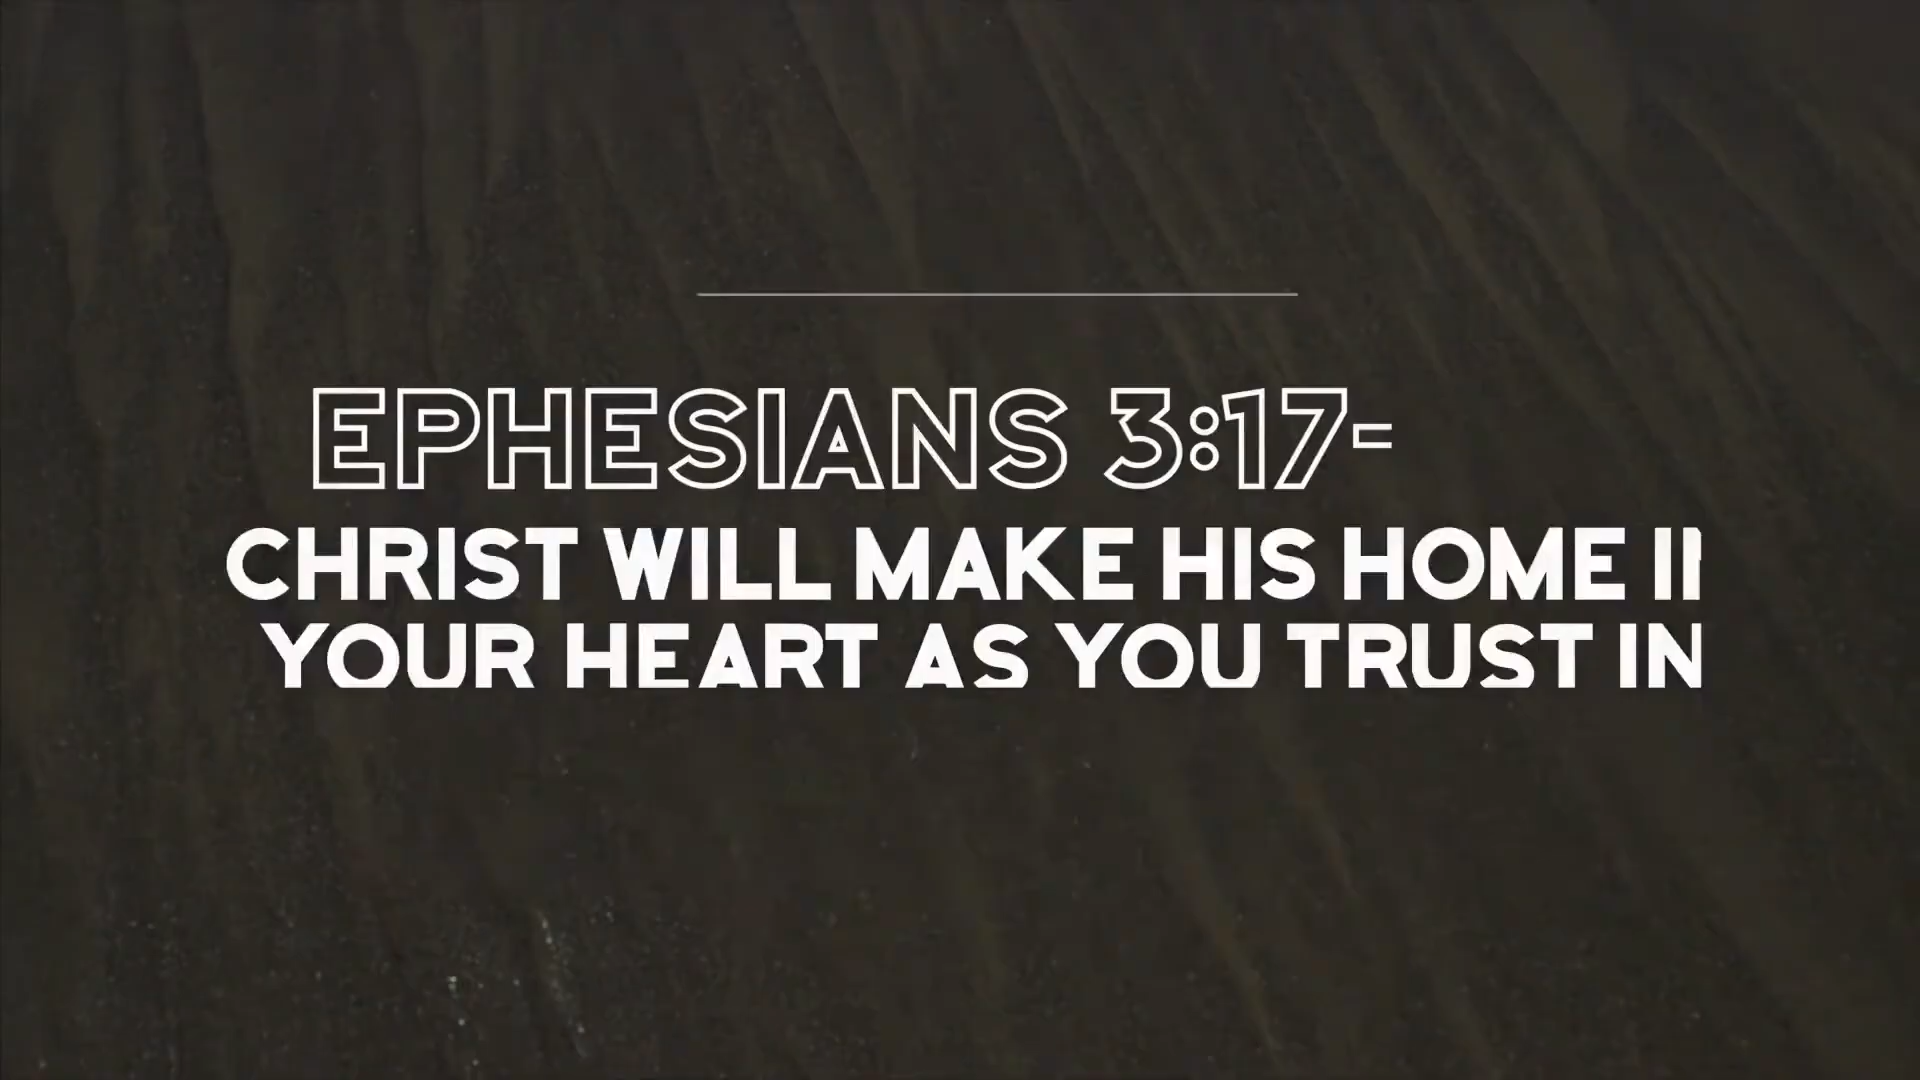 EPHESIANS 3:17-
CHRIST WILL MAKE HIS HOME
YOUR HEART AS YOU TRUST IN